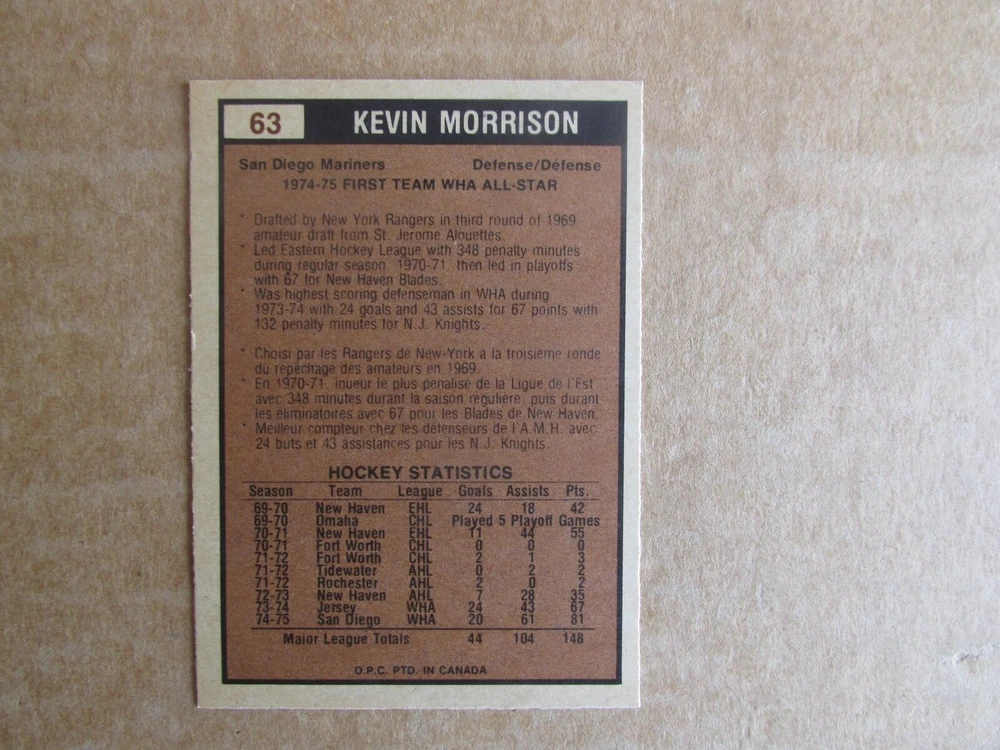 63 KEVIN MORRISON
San Diego Mariners Defense/Défense
1974-75 FIRST TEAM WHA ALL-STAR
* Drafted by New York Rangers in third round of 1969
amateur draft from St. Jerome Alouettes.
* Led Eastern Hockey League with 348 penalty minutes
during regular season, 1970-71, then led in playoffs
with 67 for New Haven Blades.
* Was highest scoring defenseman in WHA during
1973-74 with 24 goals and 43 assists for 67 points with
132 penalty minutes for N.J. Knights.
* Choisi par les Rangers de New-York à la troisième ronde
du repêchage des amateurs en 1969.
* En 1970-71, joueur le plus pénalisé de la Ligue de l'Est
avec 348 minutes durant la saison régulière, puis durant
les éliminatoires avec 67 pour les Blades de New Haven.
* Meilleur compteur chez les défenseurs de l'A.M.H. avec
24 buts et 43 assistances pour les N.J. Knights.
HOCKEY STATISTICS
Season Team League Goals Assists Pts.
69-70 New Haven EHL 24 18 42
69-70 Omaha CHL Played 5 Playoff Games
70-71 New Haven EHL 11 44 55
70-71 Fort Worth CHL 0 0 0
71-72 Fort Worth CHL 2 1 3
71-72 Tidewater AHL 0 2 2
71-72 Rochester AHL 2 0 2
72-73 New Haven AHL 7 28 35
73-74 Jersey WHA 24 43 67
74-75 San Diego WHA 20 61 81
Major League Totals 44 104 148
O.P.C. PTD. IN CANADA